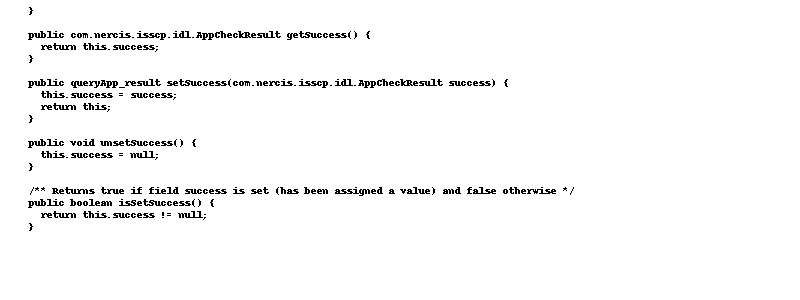 }
public com.nercis.isscp.idl.AppCheckResult getSuccess() {
return this.success;
}
public queryApp_result setSuccess(com.nercis.isscp.idl.AppCheckResult success) {
this.success = success;
return this;
}
public void unsetSuccess() {
this.success = null;
}
/** Returns true if field success is set (has been assigned a value) and false otherwise */
public boolean isSetSuccess() {
return this.success != null;
}